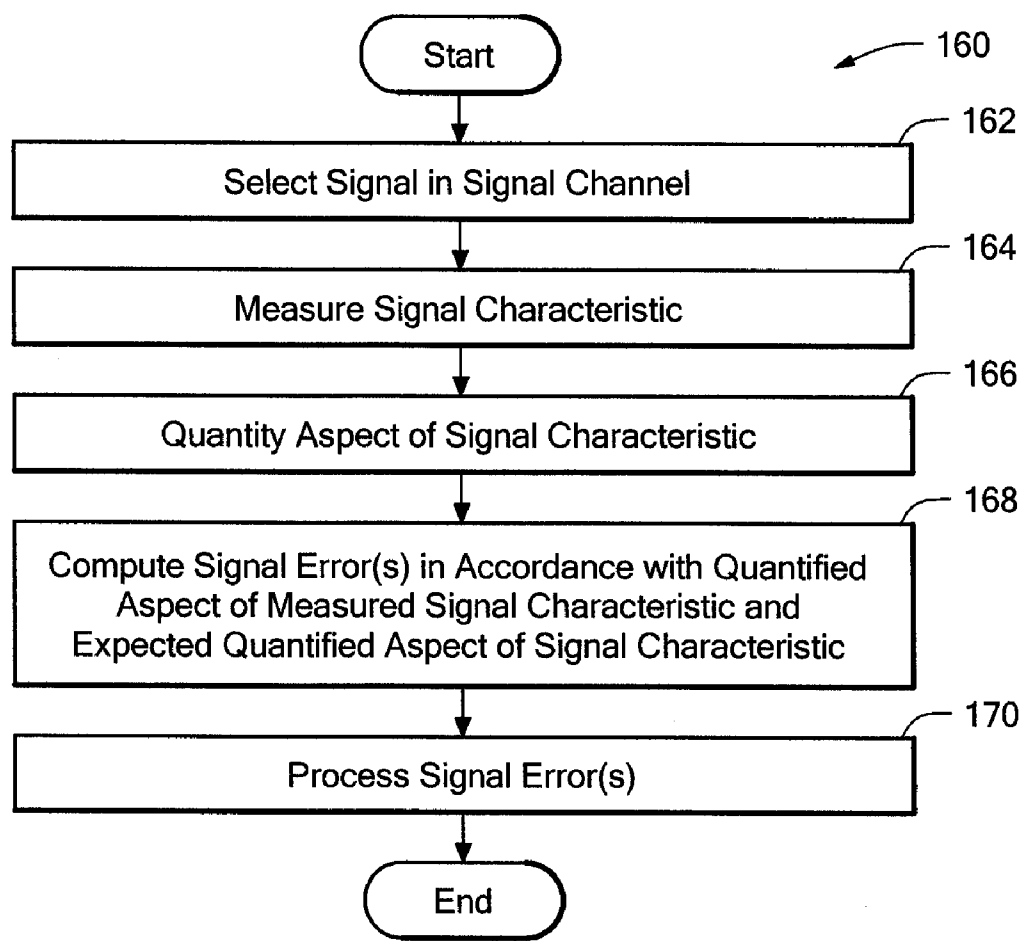 Start
160
162
Select Signal in Signal Channel
164
Measure Signal Characteristic
166
Quantity Aspect of Signal Characteristic
168
Compute Signal Error(s) in Accordance with Quantified
Aspect of Measured Signal Characteristic and
Expected Quantified Aspect of Signal Characteristic
170
Process Signal Error(s)
End